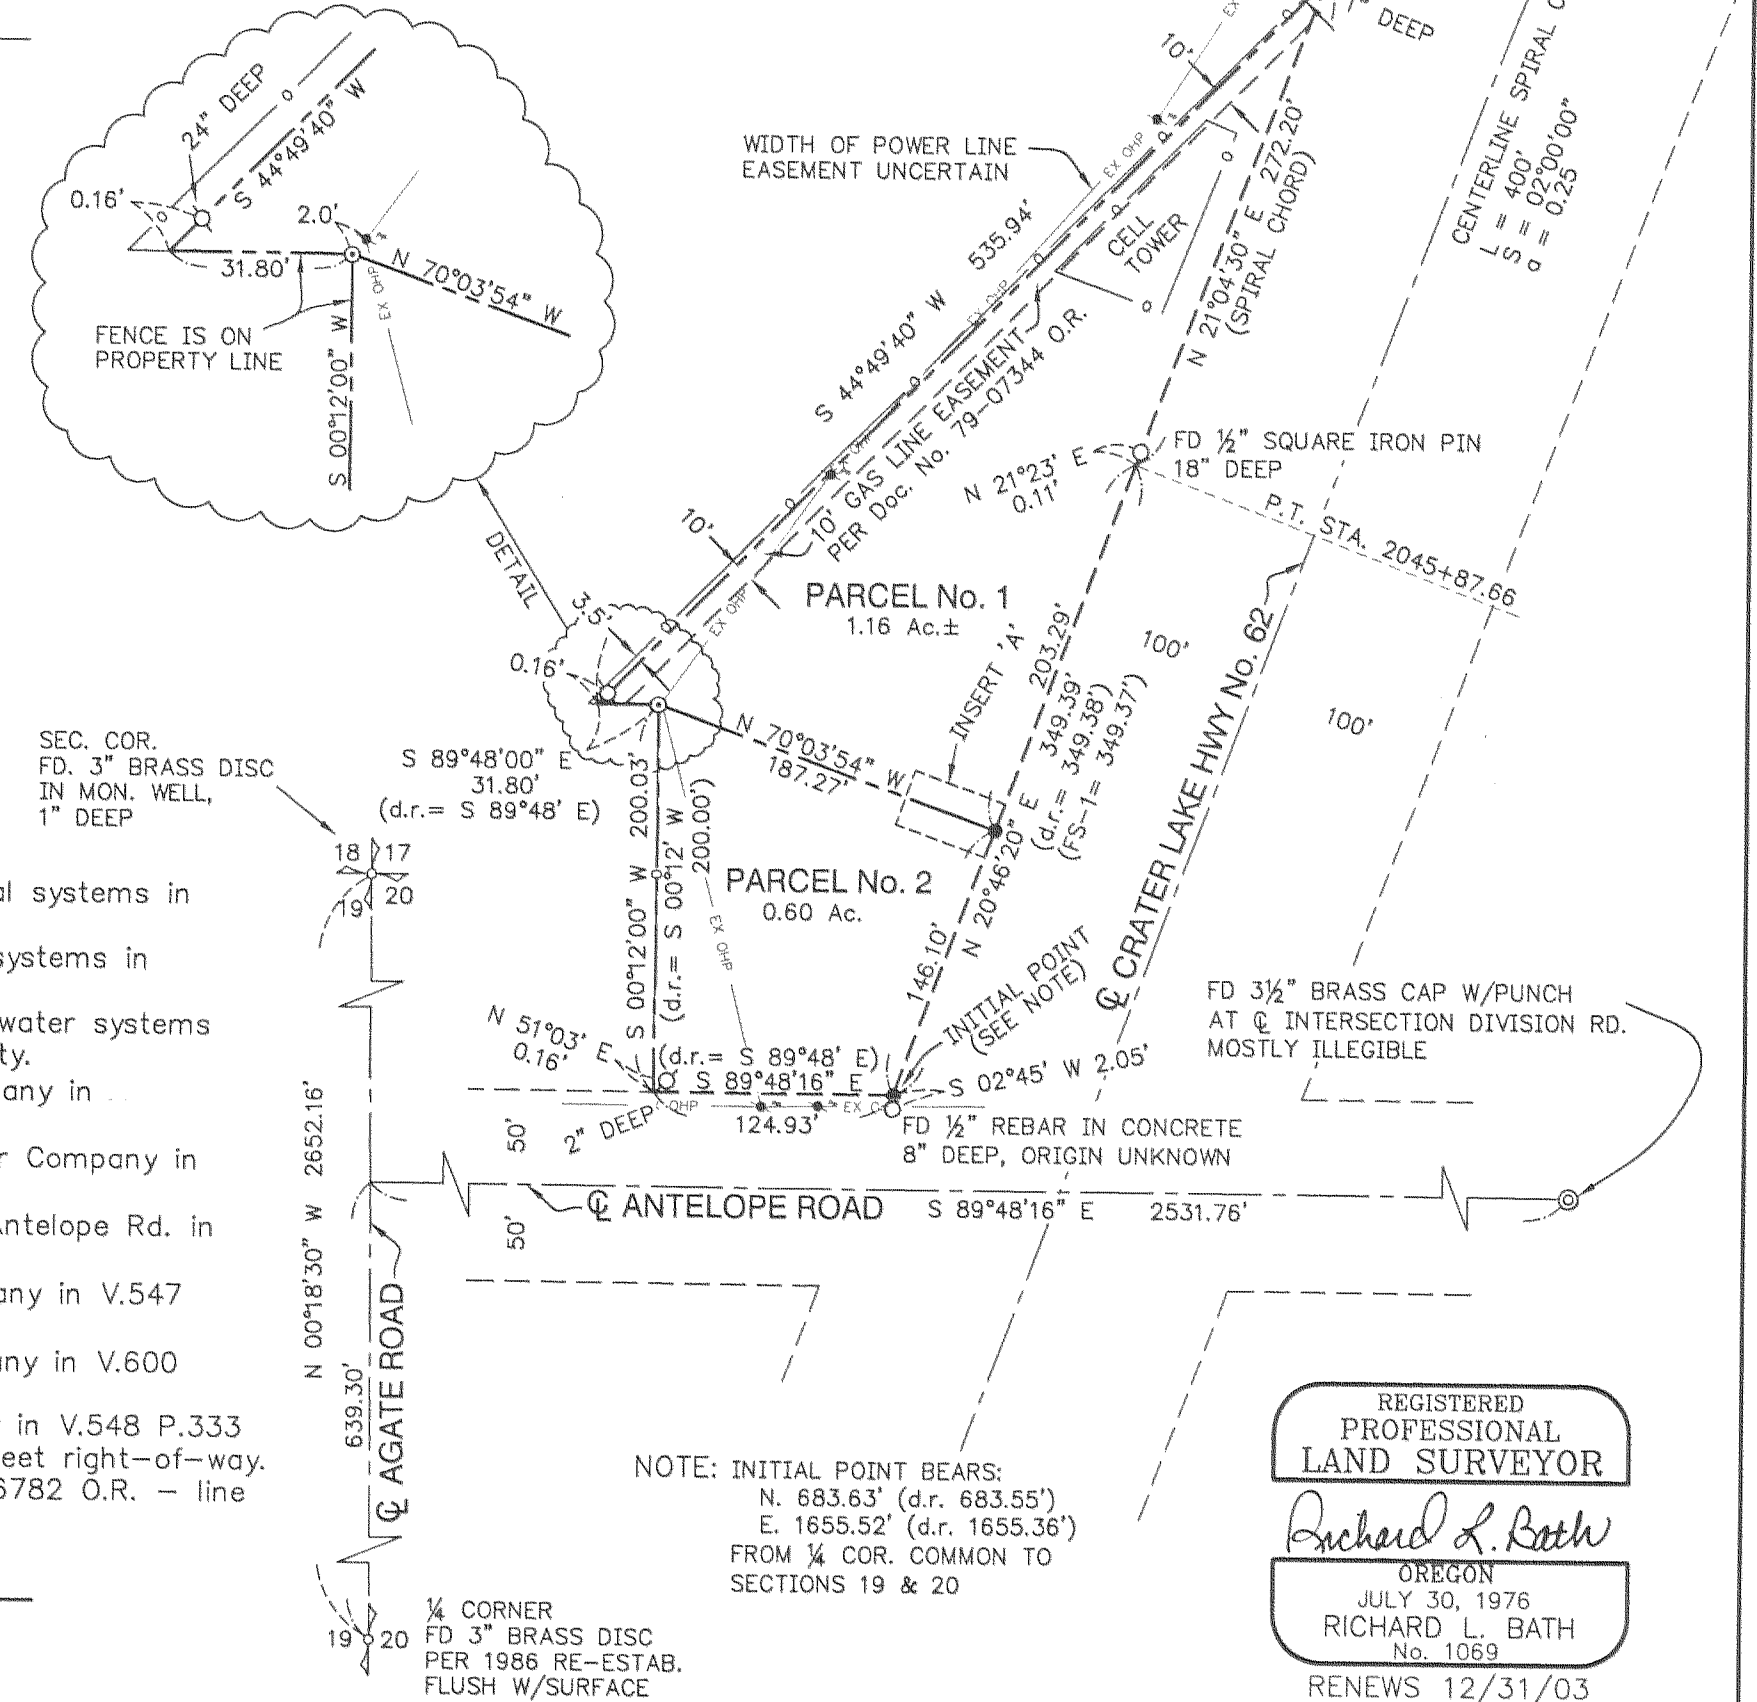 24" DEEP
S 44°49'40" W
0.16'
2.0'
31.80'
N 70°03'54" W
EX OHP
FENCE IS ON
PROPERTY LINE
S 00°12'00" W
DETAIL
DEEP
10'
WIDTH OF POWER LINE
EASEMENT UNCERTAIN
EX OHP
535.94'
S 44°49'40" W
EX OHP
CELL
TOWER
N 21°04'30" E 272.20'
(SPIRAL CHORD)
CENTERLINE SPIRAL
L = 400'
S = 02°00'00"
a = 0.25
10' GAS LINE EASEMENT
PER Doc. No. 79-07344 O.R.
10'
FD ½" SQUARE IRON PIN
18" DEEP
N 21°23' E
0.11'
P.T. STA. 2045+87.66
PARCEL No. 1
1.16 Ac.±
EX OHP
3.5'
0.16'
INSERT 'A'
203.29'
100'
100'
N 20°46'20" E 349.39'
(d.r.= 349.38')
(FS-1= 349.37')
℄ CRATER LAKE HWY No. 62
N 70°03'54" W
187.27'
S 89°48'00" E
31.80'
(d.r.= S 89°48' E)
SEC. COR.
FD. 3" BRASS DISC
IN MON. WELL,
1" DEEP
18 17
19 20
S 00°12'00" W 200.03'
(d.r.= S 00°12' W
200.00')
EX OHP
PARCEL No. 2
0.60 Ac.
146.10'
INITIAL POINT
(SEE NOTE)
FD 3½" BRASS CAP W/PUNCH
AT ℄ INTERSECTION DIVISION RD.
MOSTLY ILLEGIBLE
N 51°03' E
0.16'
(d.r.= S 89°48' E)
S 89°48'16" E
S 02°45' W 2.05'
OHP
EX
124.93'
2" DEEP
FD ½" REBAR IN CONCRETE
8" DEEP, ORIGIN UNKNOWN
50'
50'
℄ ANTELOPE ROAD
S 89°48'16" E 2531.76'
N 00°18'30" W 2652.16'
639.30'
℄ AGATE ROAD
al systems in
systems in
water systems
ty.
any in
r Company in
Antelope Rd. in
any in V.547
any in V.600
in V.548 P.333
eet right-of-way.
6782 O.R. - line
NOTE: INITIAL POINT BEARS:
N. 683.63' (d.r. 683.55')
E. 1655.52' (d.r. 1655.36')
FROM ¼ COR. COMMON TO
SECTIONS 19 & 20
19 20
¼ CORNER
FD 3" BRASS DISC
PER 1986 RE-ESTAB.
FLUSH W/SURFACE
REGISTERED
PROFESSIONAL
LAND SURVEYOR
Richard L. Bath
OREGON
JULY 30, 1976
RICHARD L. BATH
No. 1069
RENEWS 12/31/03